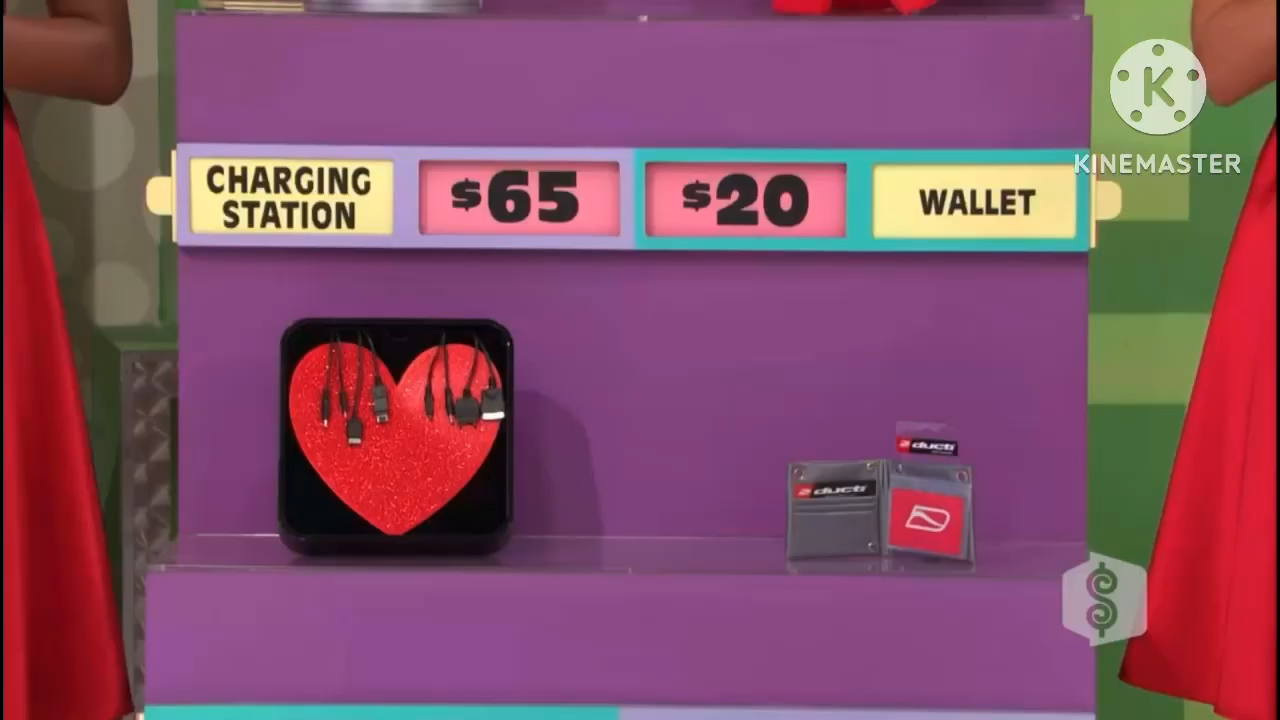 K
KINEMASTER
CHARGING
STATION
$65
$20
WALLET
ducti
ducti
$